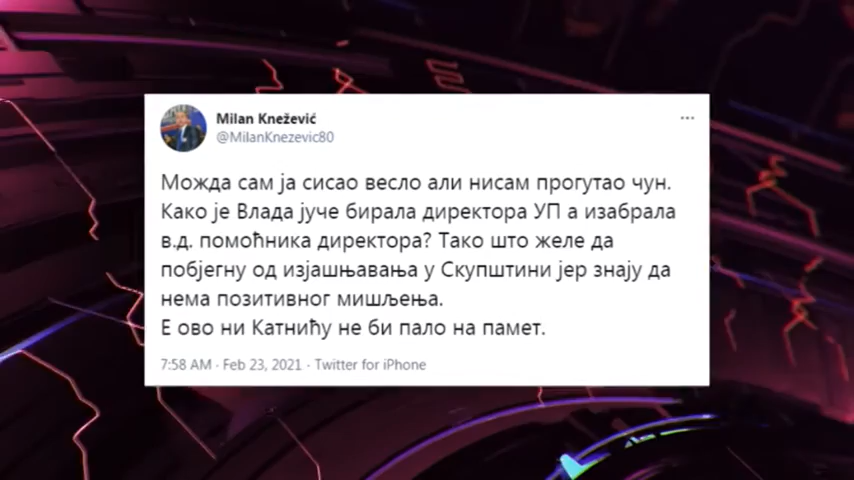 Milan Knežević
@MilanKnezevic80
Можда сам ја сисао весло али нисам прогутао чун.
Како је Влада јуче бирала директора УП а изабрала
в.д. помоћника директора? Тако што желе да
побјегну од изјашњавања у Скупштини јер знају да
нема позитивног мишљења.
Е ово ни Катнићу не би пало на памет.
7:58 AM · Feb 23, 2021 · Twitter for iPhone